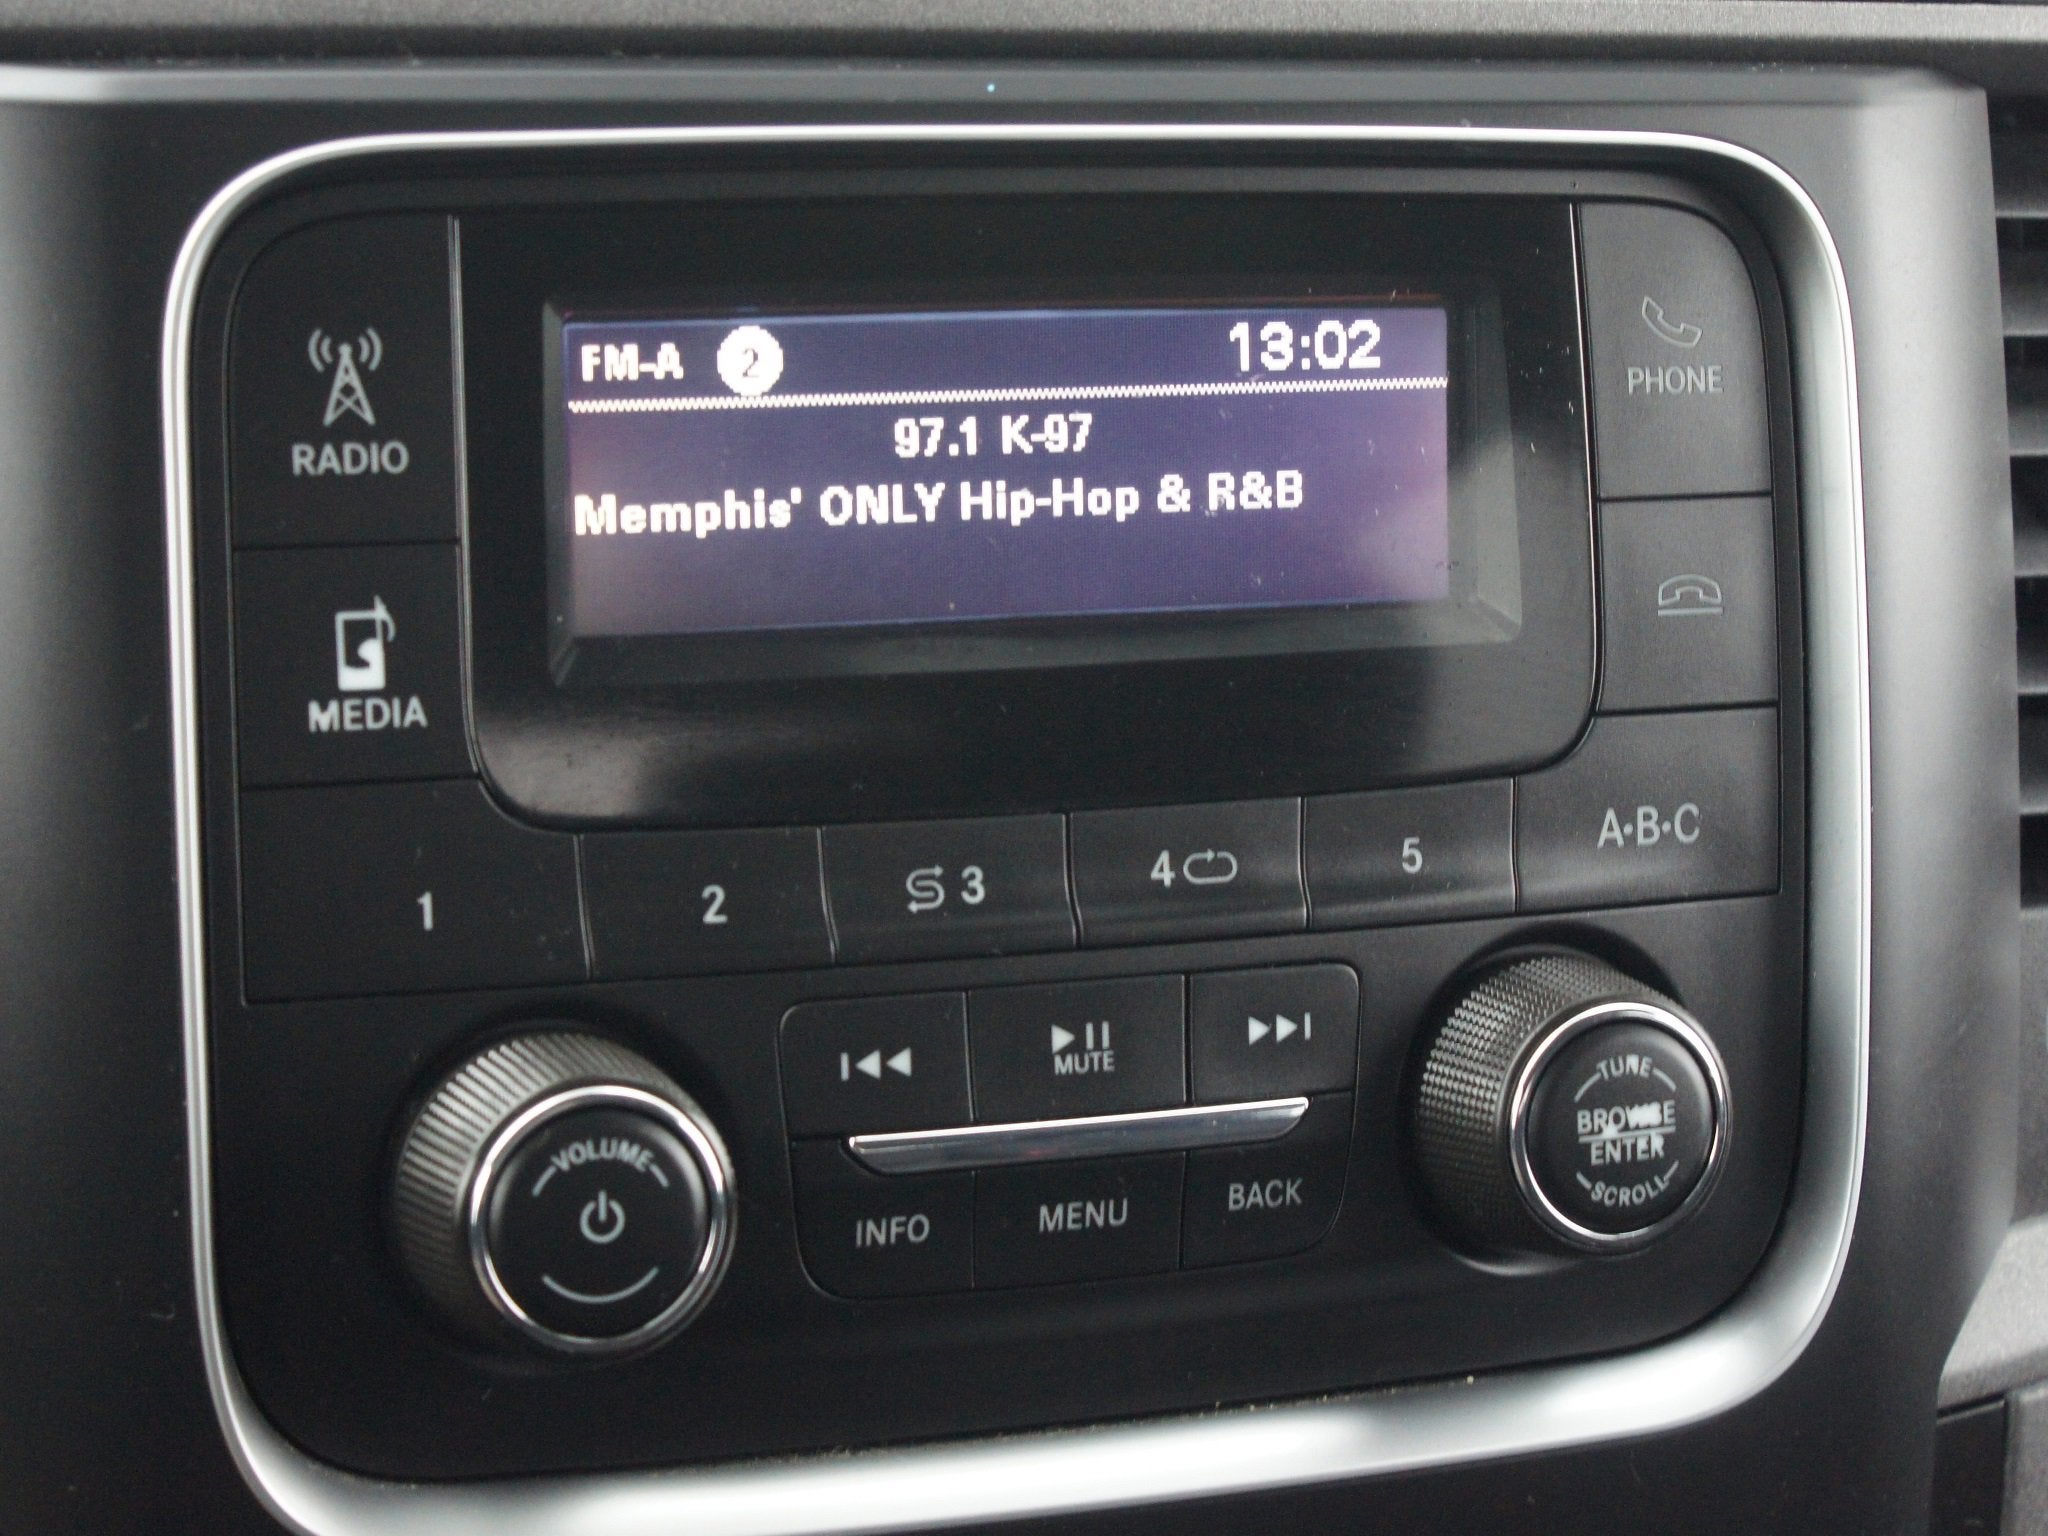 FM-A 2 13:02
97.1 K-97
Memphis' ONLY Hip-Hop & R&B
RADIO
PHONE
MEDIA
1 2 3 4 5 A·B·C
MUTE
INFO MENU BACK
VOLUME
TUNE
BROWSE
ENTER
SCROLL